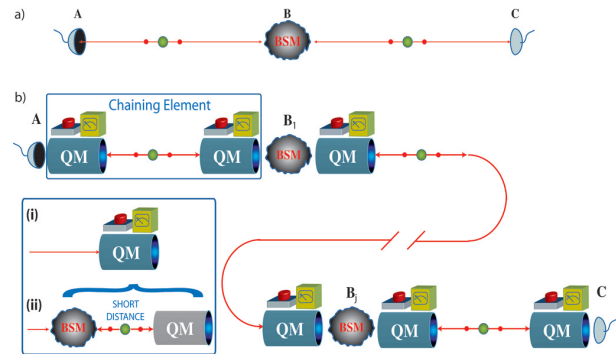 a)
A B C
BSM
b)
Chaining Element
A B₁
QM QM BSM QM
(i)
QM
(ii) SHORT
DISTANCE
BSM QM
Bⱼ C
QM BSM QM QM